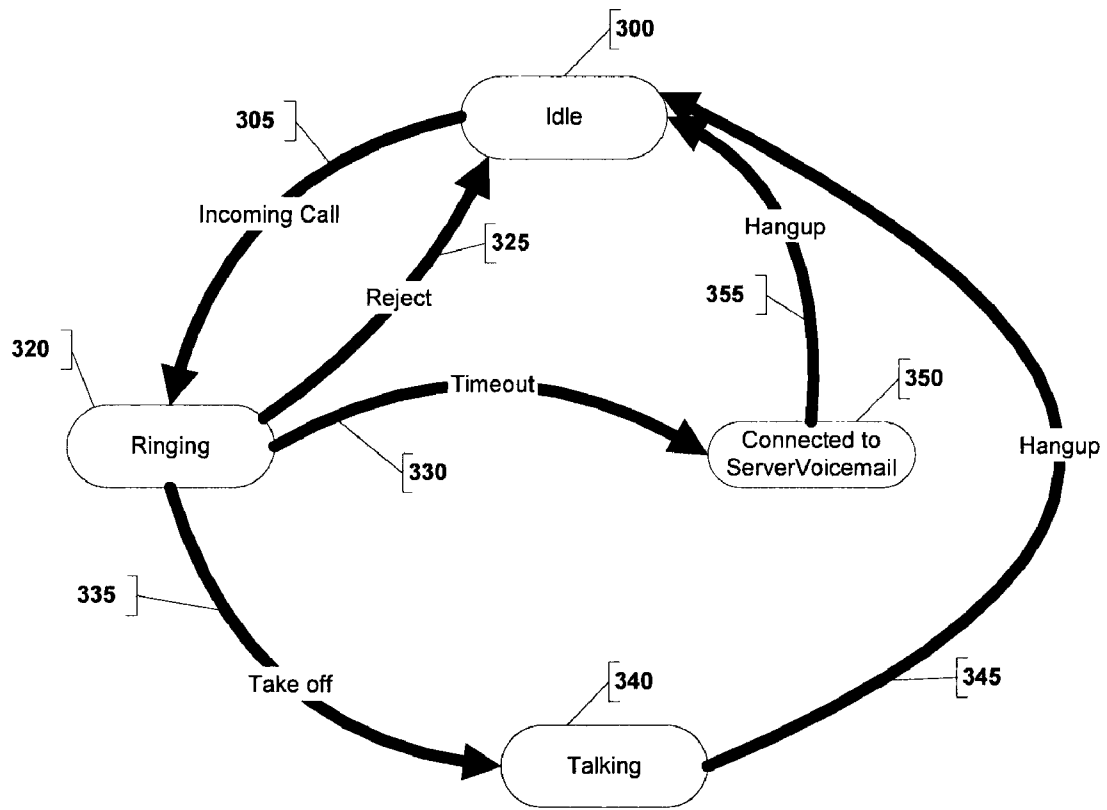 300
Idle
305
Incoming Call
325
Hangup
Reject
355
320
Timeout
350
Ringing
Connected to
ServerVoicemail
Hangup
330
335
Take off
340
345
Talking